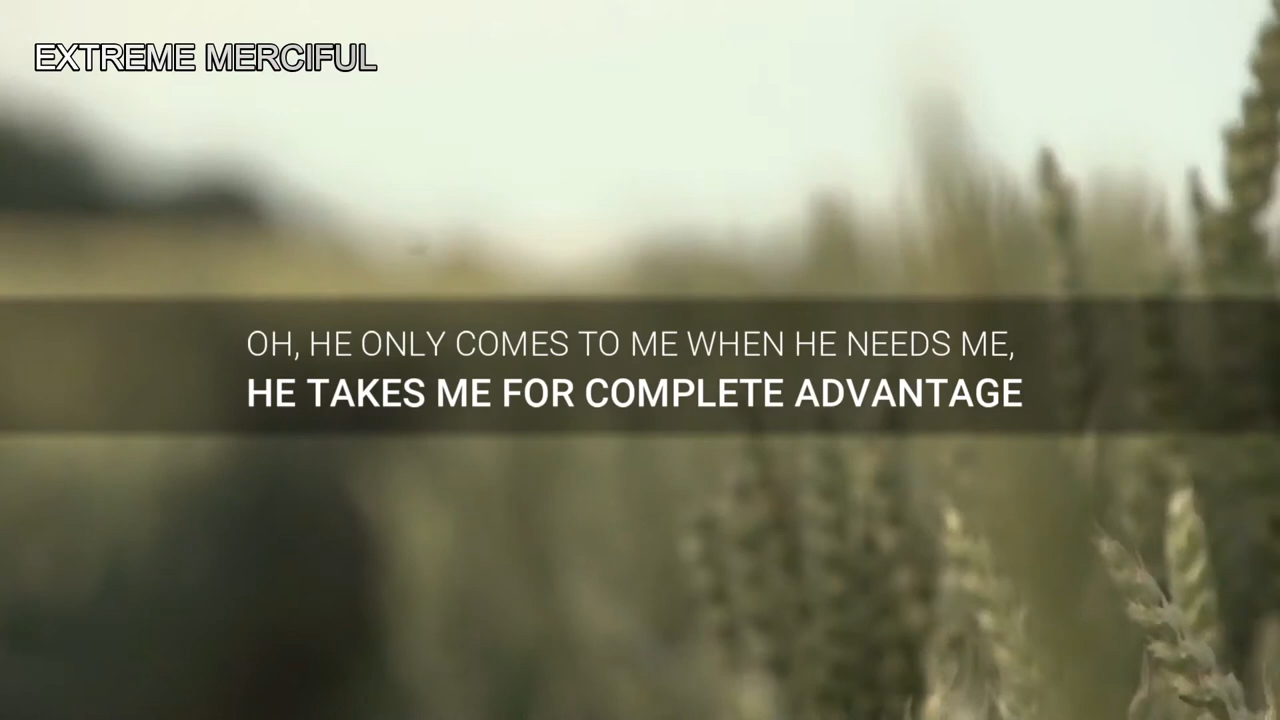 EXTREME MERCIFUL
OH, HE ONLY COMES TO ME WHEN HE NEEDS ME,
HE TAKES ME FOR COMPLETE ADVANTAGE